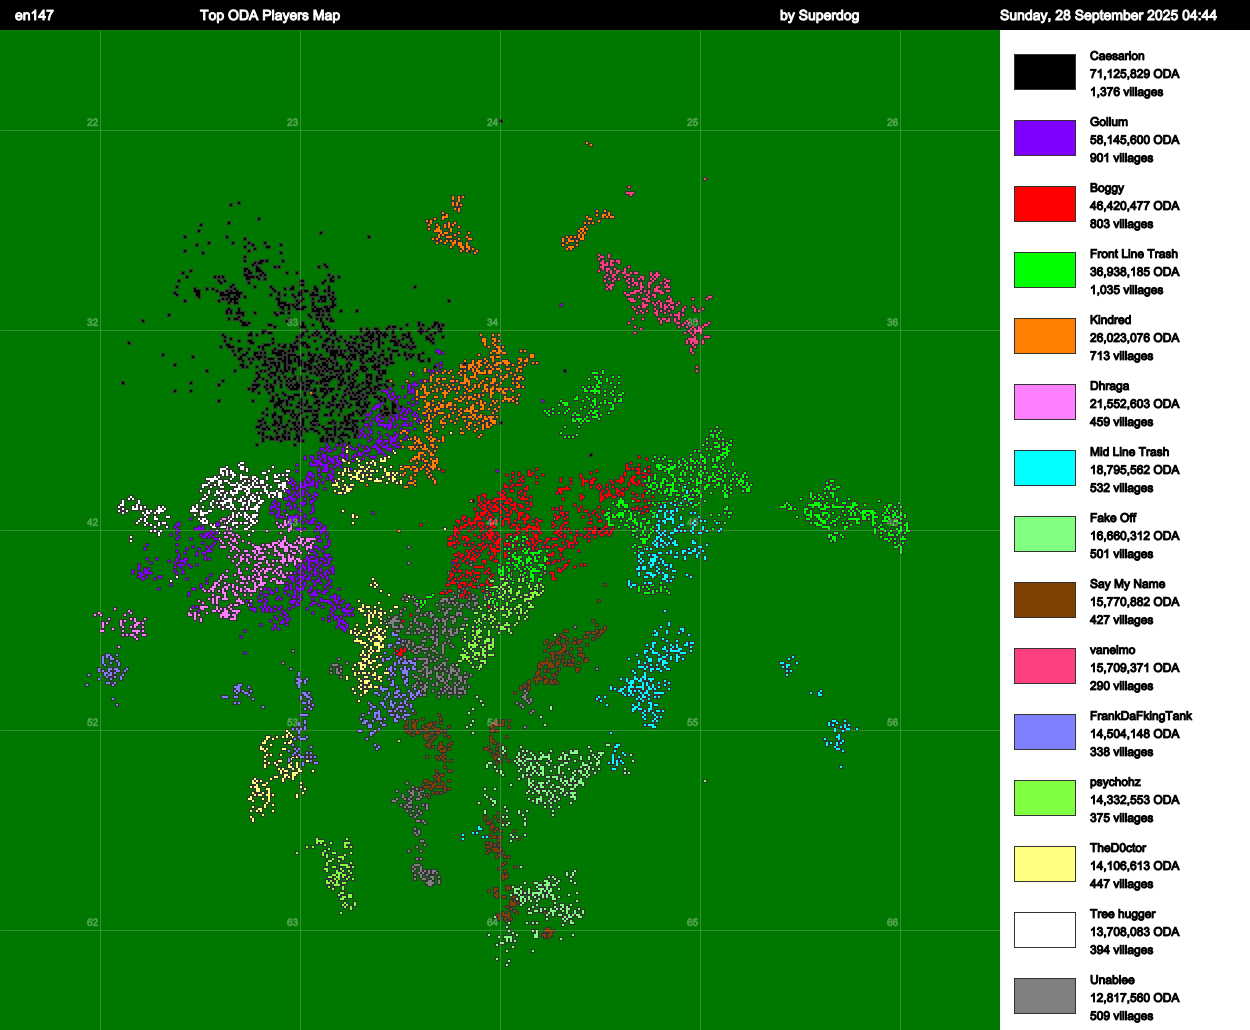 en147 Top ODA Players Map by Superdog Sunday, 28 September 2025 04:44
Caesarion
71,125,829 ODA
1,376 villages
Gollum
58,145,600 ODA
901 villages
Boggy
46,420,477 ODA
803 villages
Front Line Trash
36,938,185 ODA
1,035 villages
Kindred
26,023,076 ODA
713 villages
Dhraga
21,552,603 ODA
459 villages
Mid Line Trash
18,795,562 ODA
532 villages
Fake Off
16,660,312 ODA
501 villages
Say My Name
15,770,882 ODA
427 villages
vanelmo
15,709,371 ODA
290 villages
FrankDaFkingTank
14,504,148 ODA
338 villages
psychohz
14,332,553 ODA
375 villages
TheD0ctor
14,106,613 ODA
447 villages
Tree hugger
13,708,083 ODA
394 villages
Unablee
12,817,560 ODA
509 villages
22 23 24 25 26
32 33 34 35 36
42 43 44 45 46
52 53 54 55 56
62 63 64 65 66